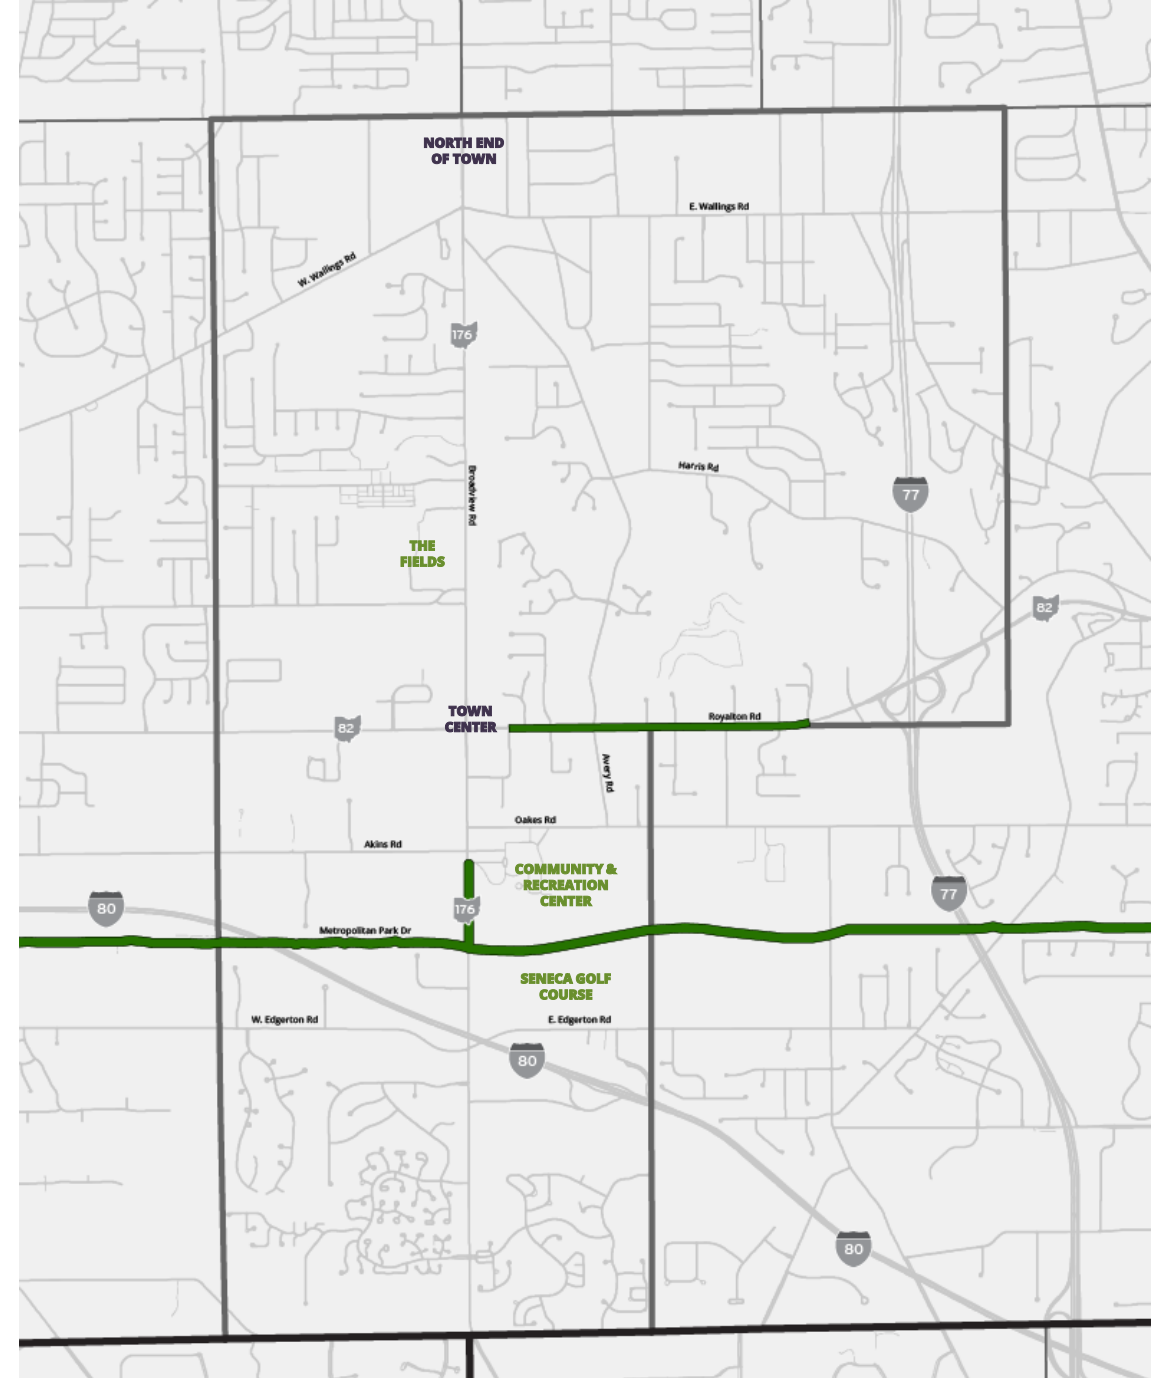 NORTH END
OF TOWN
E. Wallings Rd
W. Wallings Rd
176
Broadview Rd
Harris Rd
77
THE
FIELDS
82
TOWN
CENTER
82
Royalton Rd
Avery Rd
Oakes Rd
Akins Rd
COMMUNITY &
RECREATION
CENTER
77
80
176
Metropolitan Park Dr
SENECA GOLF
COURSE
W. Edgerton Rd
E. Edgerton Rd
80
80